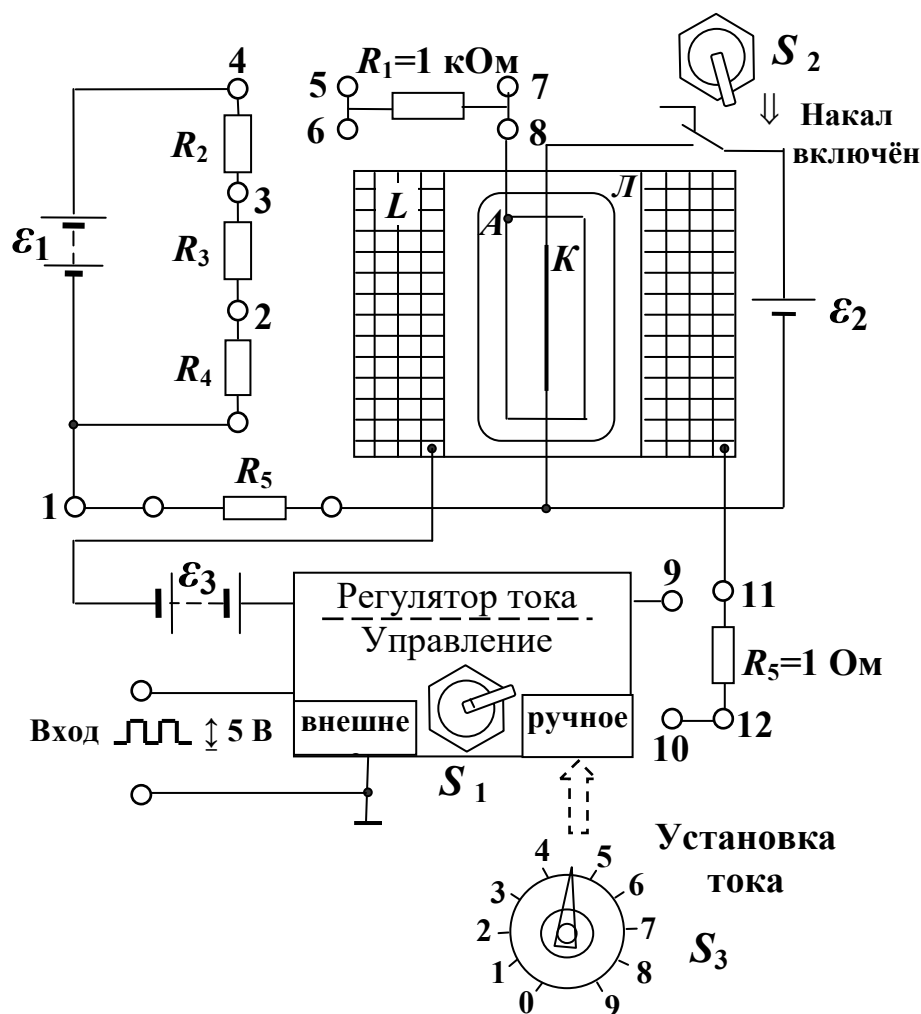 4
5
R1=1 кОм
7
S 2
6
8
Накал
включён
R2
3
L
Л
A
К
ε1
R3
2
ε2
R4
R5
1
ε3
9
Регулятор тока
11
Управление
R5=1 Ом
внешне
ручное
Вход
5 В
10
12
S 1
Установка
тока
4
5
3
6
2
7
S3
1
8
0
9